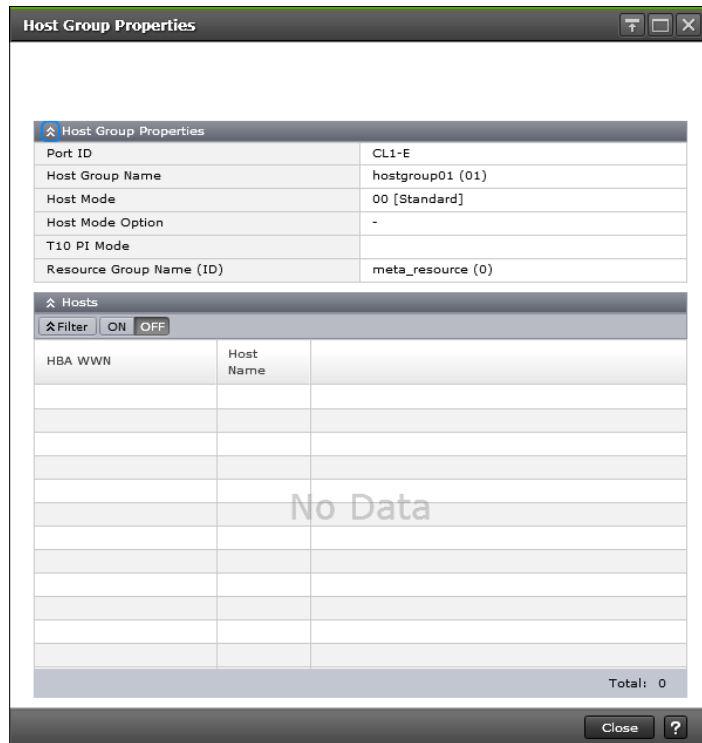 Host Group Properties
Host Group Properties
Port ID CL1-E
Host Group Name hostgroup01 (01)
Host Mode 00 [Standard]
Host Mode Option -
T10 PI Mode
Resource Group Name (ID) meta_resource (0)
Hosts
Filter ON OFF
HBA WWN Host
Name
No Data
Total: 0
Close ?